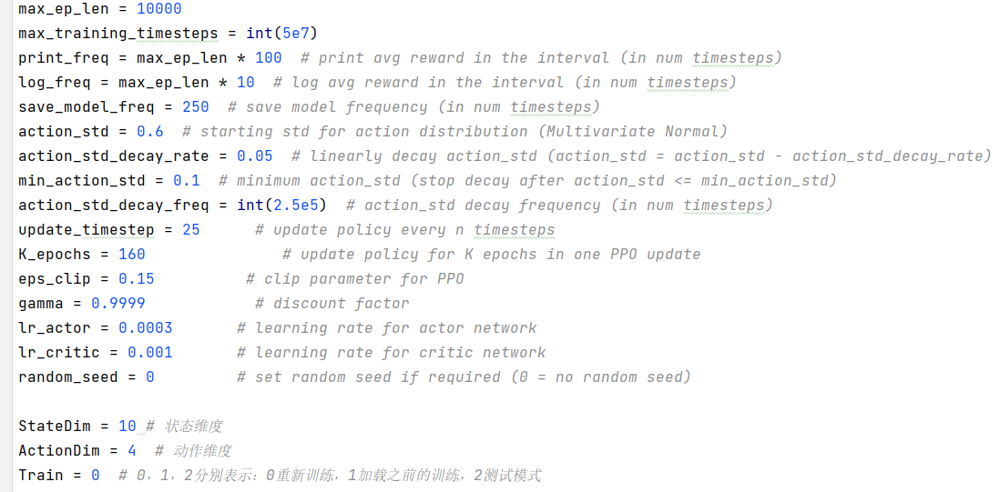 max_ep_len = 10000
max_training_timesteps = int(5e7)
print_freq = max_ep_len * 100  # print avg reward in the interval (in num timesteps)
log_freq = max_ep_len * 10  # log avg reward in the interval (in num timesteps)
save_model_freq = 250  # save model frequency (in num timesteps)
action_std = 0.6  # starting std for action distribution (Multivariate Normal)
action_std_decay_rate = 0.05  # linearly decay action_std (action_std = action_std - action_std_decay_rate)
min_action_std = 0.1  # minimum action_std (stop decay after action_std <= min_action_std)
action_std_decay_freq = int(2.5e5)  # action_std decay frequency (in num timesteps)
update_timestep = 25      # update policy every n timesteps
K_epochs = 160               # update policy for K epochs in one PPO update
eps_clip = 0.15          # clip parameter for PPO
gamma = 0.9999            # discount factor
lr_actor = 0.0003       # learning rate for actor network
lr_critic = 0.001       # learning rate for critic network
random_seed = 0         # set random seed if required (0 = no random seed)
StateDim = 10 # 状态维度
ActionDim = 4  # 动作维度
Train = 0  # 0，1，2分别表示：0重新训练，1加载之前的训练，2测试模式